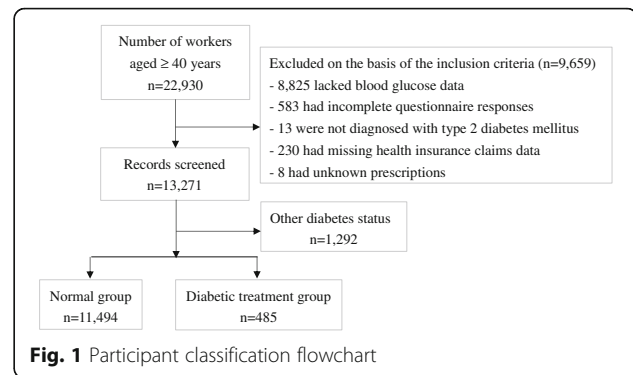 Number of workers
aged ≥ 40 years
n=22,930
Excluded on the basis of the inclusion criteria (n=9,659)
- 8,825 lacked blood glucose data
- 583 had incomplete questionnaire responses
- 13 were not diagnosed with type 2 diabetes mellitus
- 230 had missing health insurance claims data
- 8 had unknown prescriptions
Records screened
n=13,271
Other diabetes status
n=1,292
Normal group
n=11,494
Diabetic treatment group
n=485
Fig. 1 Participant classification flowchart